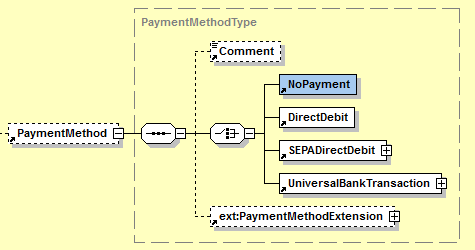 PaymentMethodType
Comment
NoPayment
DirectDebit
PaymentMethod
SEPADirectDebit
UniversalBankTransaction
ext:PaymentMethodExtension